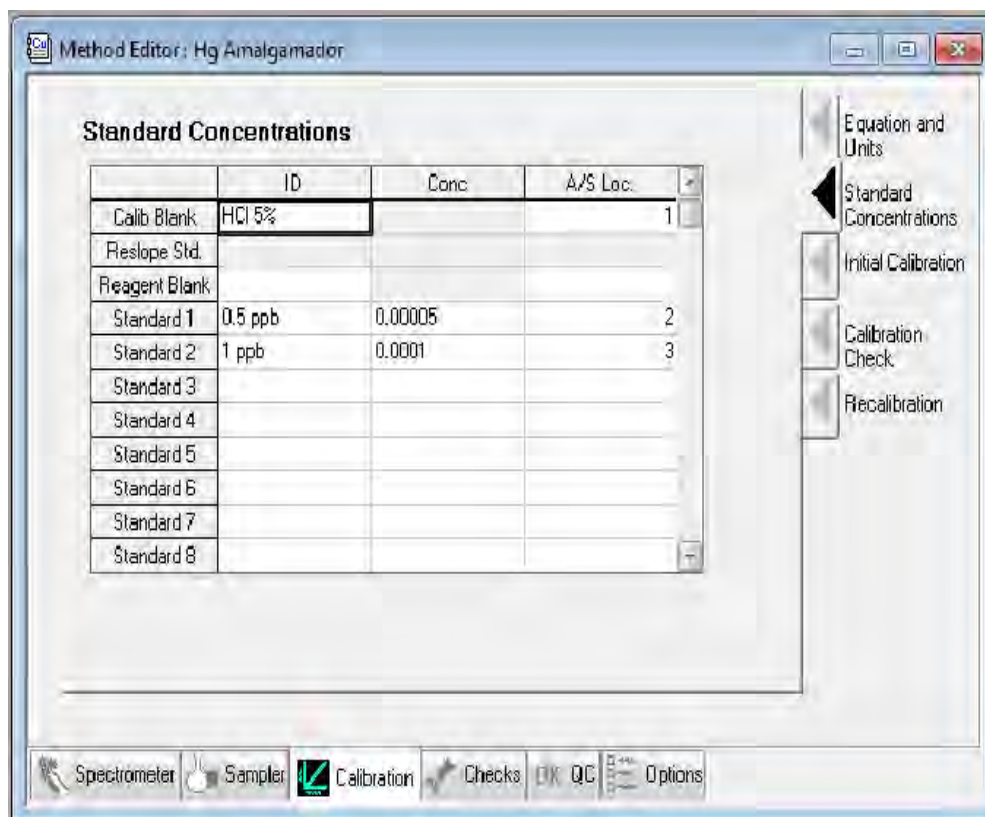 Method Editor: Hg Amalgamador
Standard Concentrations
ID Conc A/S Loc.
Calib Blank HCl 5% 1
Reslope Std.
Reagent Blank
Standard 1 0.5 ppb 0.00005 2
Standard 2 1 ppb 0.0001 3
Standard 3
Standard 4
Standard 5
Standard 6
Standard 7
Standard 8
Equation and
Units
Standard
Concentrations
Initial Calibration
Calibration
Check
Recalibration
Spectrometer Sampler Calibration Checks OK QC Options